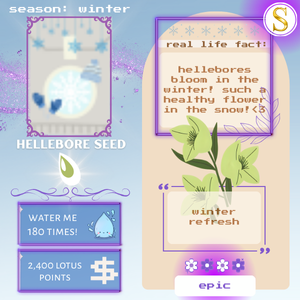 season: winter
S
real life fact:
hellebores
bloom in the
winter! such a
healthy flower
in the snow!<3
HELLEBORE SEED
WATER ME
180 TIMES!
2,400 LOTUS
POINTS
$
“
winter
refresh
”
epic